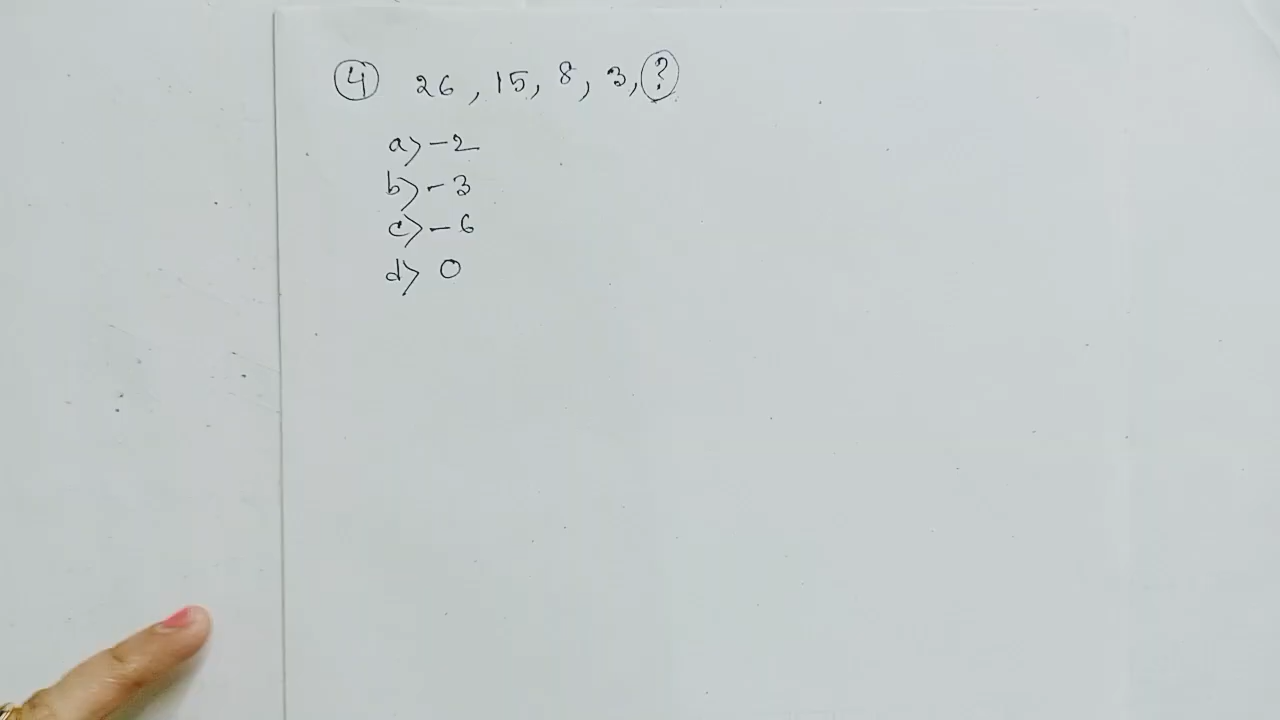 ④ 26, 15, 8, 3, ?
a> -2
b> -3
c> -6
d> 0